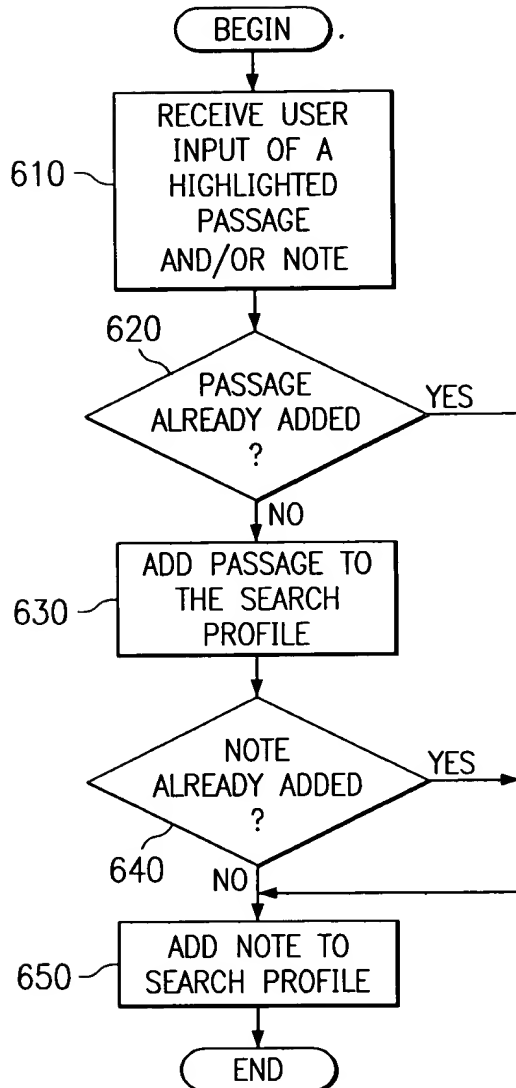 BEGIN
RECEIVE USER
INPUT OF A
HIGHLIGHTED
PASSAGE
AND/OR NOTE
610
620
PASSAGE
ALREADY ADDED
?
YES
NO
ADD PASSAGE TO
THE SEARCH
PROFILE
630
NOTE
ALREADY ADDED
?
YES
640
NO
ADD NOTE TO
SEARCH PROFILE
650
END